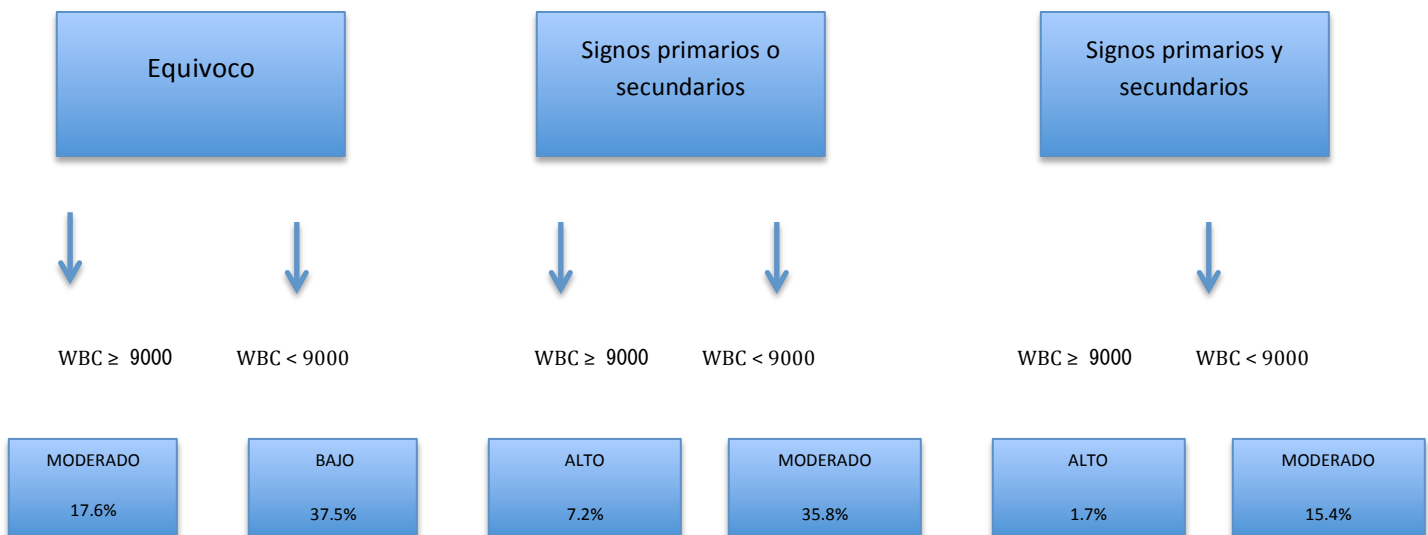 Equivoco
Signos primarios o
secundarios
Signos primarios y
secundarios
WBC ≥ 9000
WBC < 9000
WBC ≥ 9000
WBC < 9000
WBC ≥ 9000
WBC < 9000
MODERADO
17.6%
BAJO
37.5%
ALTO
7.2%
MODERADO
35.8%
ALTO
1.7%
MODERADO
15.4%